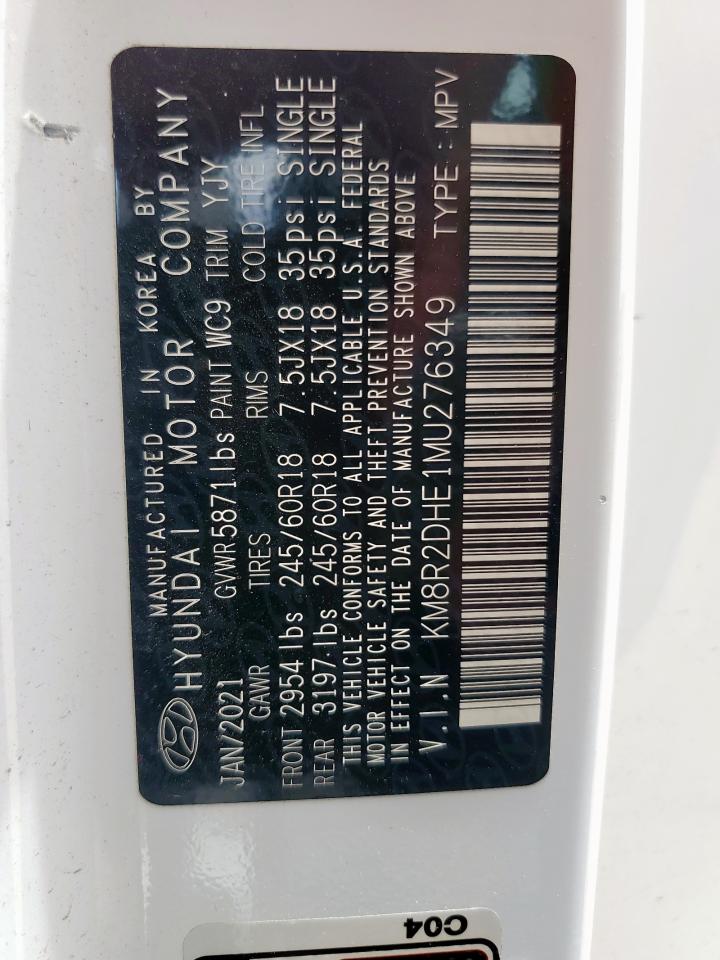 MANUFACTURED IN KOREA BY
HYUNDAI MOTOR COMPANY
JAN/2021 GVWR 5871 lbs PAINT WC9 TRIM YJY
GAWR TIRES RIMS COLD TIRE INFL
FRONT 2954 lbs 245/60R18 7.5JX18 35psi SINGLE
REAR 3197 lbs 245/60R18 7.5JX18 35psi SINGLE
THIS VEHICLE CONFORMS TO ALL APPLICABLE U.S.A. FEDERAL
MOTOR VEHICLE SAFETY AND THEFT PREVENTION STANDARDS
IN EFFECT ON THE DATE OF MANUFACTURE SHOWN ABOVE
V.I.N KM8R2DHE1MU276349 TYPE : MPV
C04